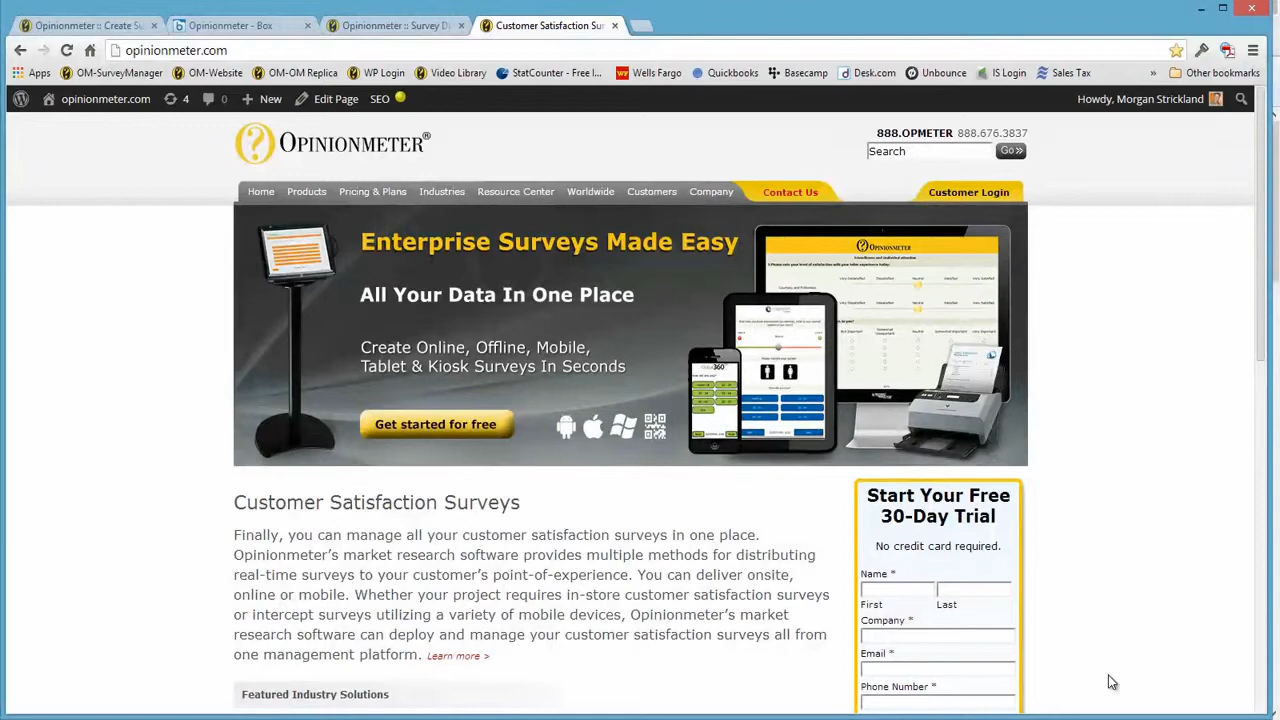 Opinionmeter :: Create Su
Opinionmeter - Box
Opinionmeter :: Survey D
Customer Satisfaction Sur
opinionmeter.com
Apps
OM-SurveyManager
OM-Website
OM-OM Replica
WP Login
Video Library
StatCounter - Free I...
Wells Fargo
Quickbooks
Basecamp
Desk.com
Unbounce
IS Login
Sales Tax
»
Other bookmarks
opinionmeter.com
4
0
New
Edit Page
SEO
Howdy, Morgan Strickland
OPINIONMETER®
888.OPMETER 888.676.3837
Search
Go »
Home
Products
Pricing & Plans
Industries
Resource Center
Worldwide
Customers
Company
Contact Us
Customer Login
Enterprise Surveys Made Easy
All Your Data In One Place
Create Online, Offline, Mobile,
Tablet & Kiosk Surveys In Seconds
Get started for free
OPINIONMETER
Customer Satisfaction Surveys
Finally, you can manage all your customer satisfaction surveys in one place.
Opinionmeter's market research software provides multiple methods for distributing
real-time surveys to your customer's point-of-experience. You can deliver onsite,
online or mobile. Whether your project requires in-store customer satisfaction surveys
or intercept surveys utilizing a variety of mobile devices, Opinionmeter's market
research software can deploy and manage your customer satisfaction surveys all from
one management platform. Learn more >
Featured Industry Solutions
Start Your Free
30-Day Trial
No credit card required.
Name *
First
Last
Company *
Email *
Phone Number *